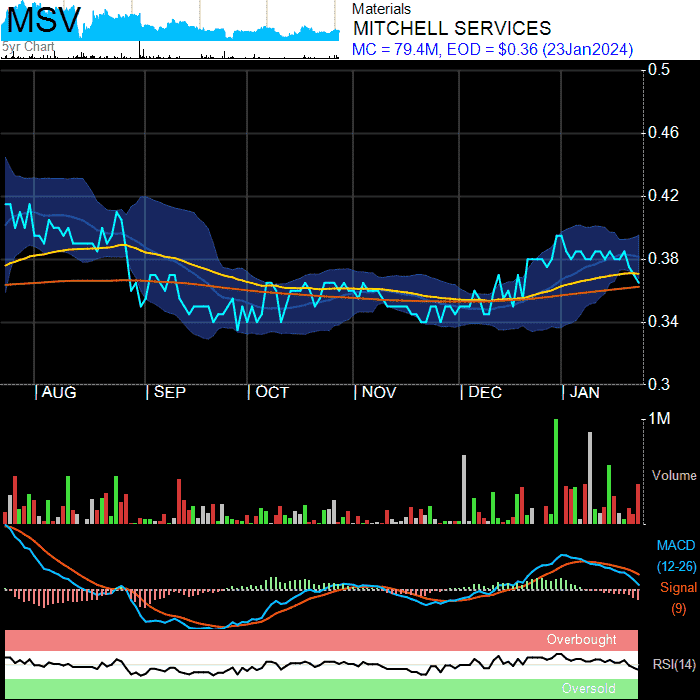 MSV
5yr Chart
Materials
MITCHELL SERVICES
MC = 79.4M, EOD = $0.36 (23Jan2024)
0.5
0.46
0.42
0.38
0.34
0.3
AUG
SEP
OCT
NOV
DEC
JAN
1M
Volume
MACD
(12-26)
Signal
(9)
Overbought
RSI(14)
Oversold